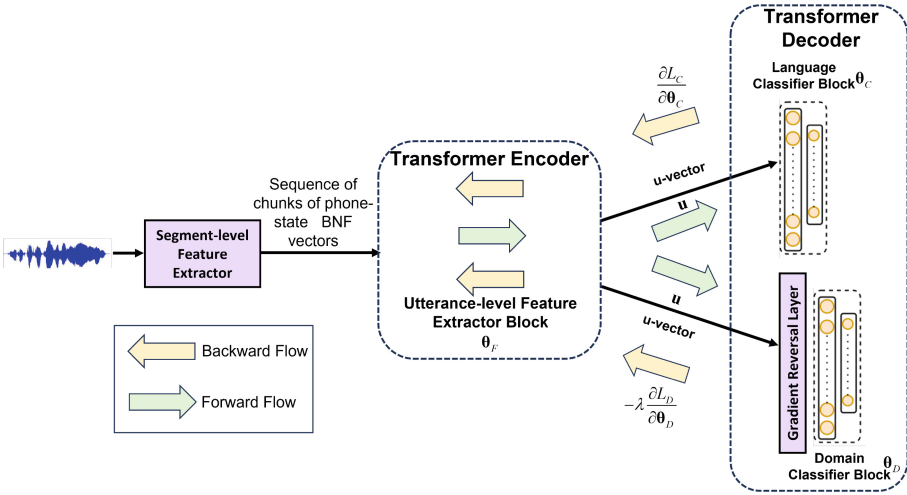 Transformer
Decoder
Language
Classifier Block θ_C
∂L_C
∂θ_C
Transformer Encoder
u-vector
u
Sequence of
chunks of phone-
state BNF
vectors
Segment-level
Feature
Extractor
Utterance-level Feature
Extractor Block
θ_F
u
u-vector
Gradient Reversal Layer
Backward Flow
Forward Flow
−λ ∂L_D
∂θ_D
Domain
Classifier Block θ_D